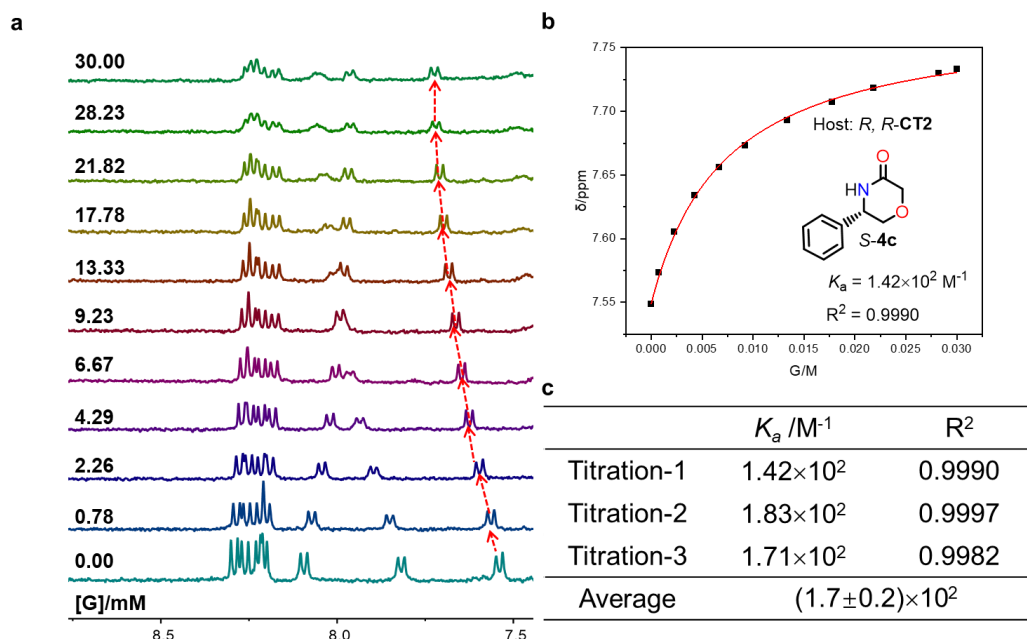 a
30.00
28.23
21.82
17.78
13.33
9.23
6.67
4.29
2.26
0.78
0.00
[G]/mM
8.5 8.0 7.5
b
7.75
7.70
7.65
7.60
7.55
δ/ppm
Host: R, R-CT2
O
HN
O
S-4c
Kₐ = 1.42×10² M⁻¹
R² = 0.9990
0.000 0.005 0.010 0.015 0.020 0.025 0.030
G/M
c
Kₐ /M⁻¹ R²
Titration-1 1.42×10² 0.9990
Titration-2 1.83×10² 0.9997
Titration-3 1.71×10² 0.9982
Average (1.7±0.2)×10²